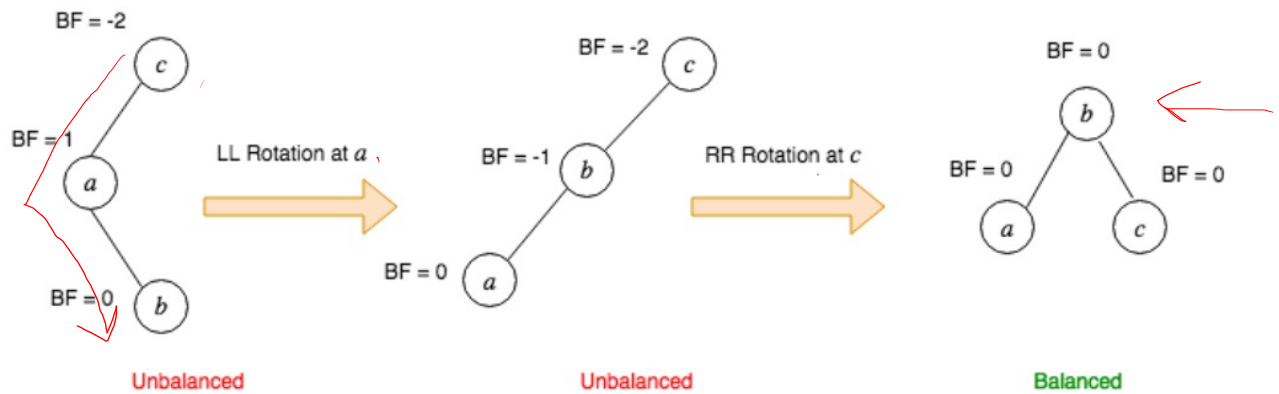 BF = -2
c
BF = 1
a
BF = 0
b
Unbalanced
LL Rotation at a
BF = -2
c
BF = -1
b
BF = 0
a
Unbalanced
RR Rotation at c
BF = 0
b
BF = 0
a
BF = 0
c
Balanced